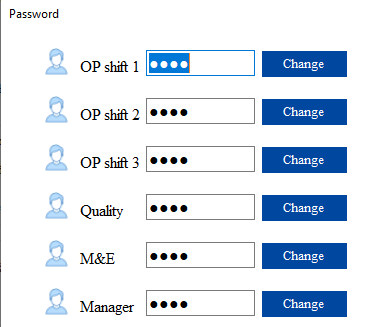 Password
OP shift 1 ●●●● Change
OP shift 2 ●●●● Change
OP shift 3 ●●●● Change
Quality ●●●● Change
M&E ●●●● Change
Manager ●●●● Change